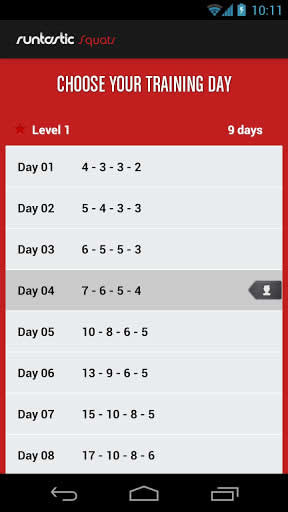 10:11
runtastic Squats
CHOOSE YOUR TRAINING DAY
Level 1 9 days
Day 01 4 - 3 - 3 - 2
Day 02 5 - 4 - 3 - 3
Day 03 6 - 5 - 5 - 3
Day 04 7 - 6 - 5 - 4
Day 05 10 - 8 - 6 - 5
Day 06 13 - 9 - 6 - 5
Day 07 15 - 10 - 8 - 5
Day 08 17 - 10 - 8 - 6